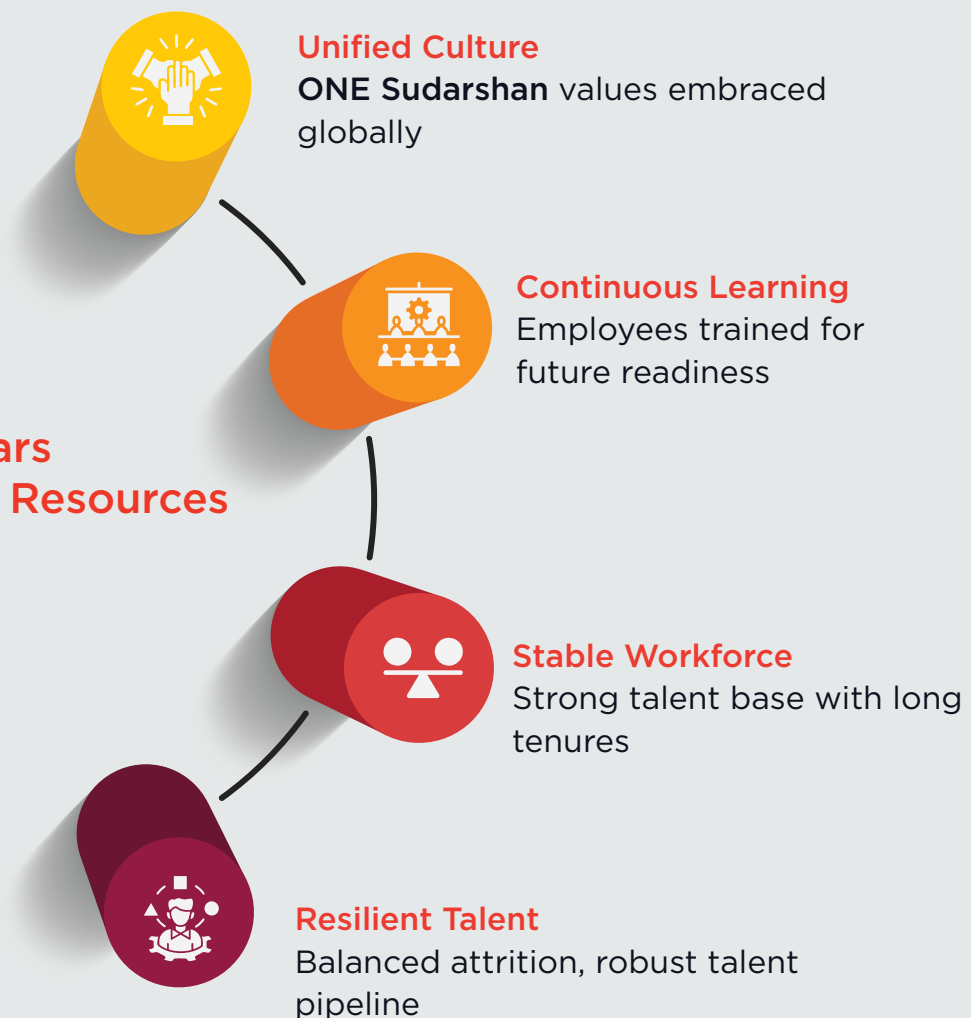 Unified Culture
ONE Sudarshan values embraced
globally
Continuous Learning
Employees trained for
future readiness
Resources
Stable Workforce
Strong talent base with long
tenures
Resilient Talent
Balanced attrition, robust talent
pipeline